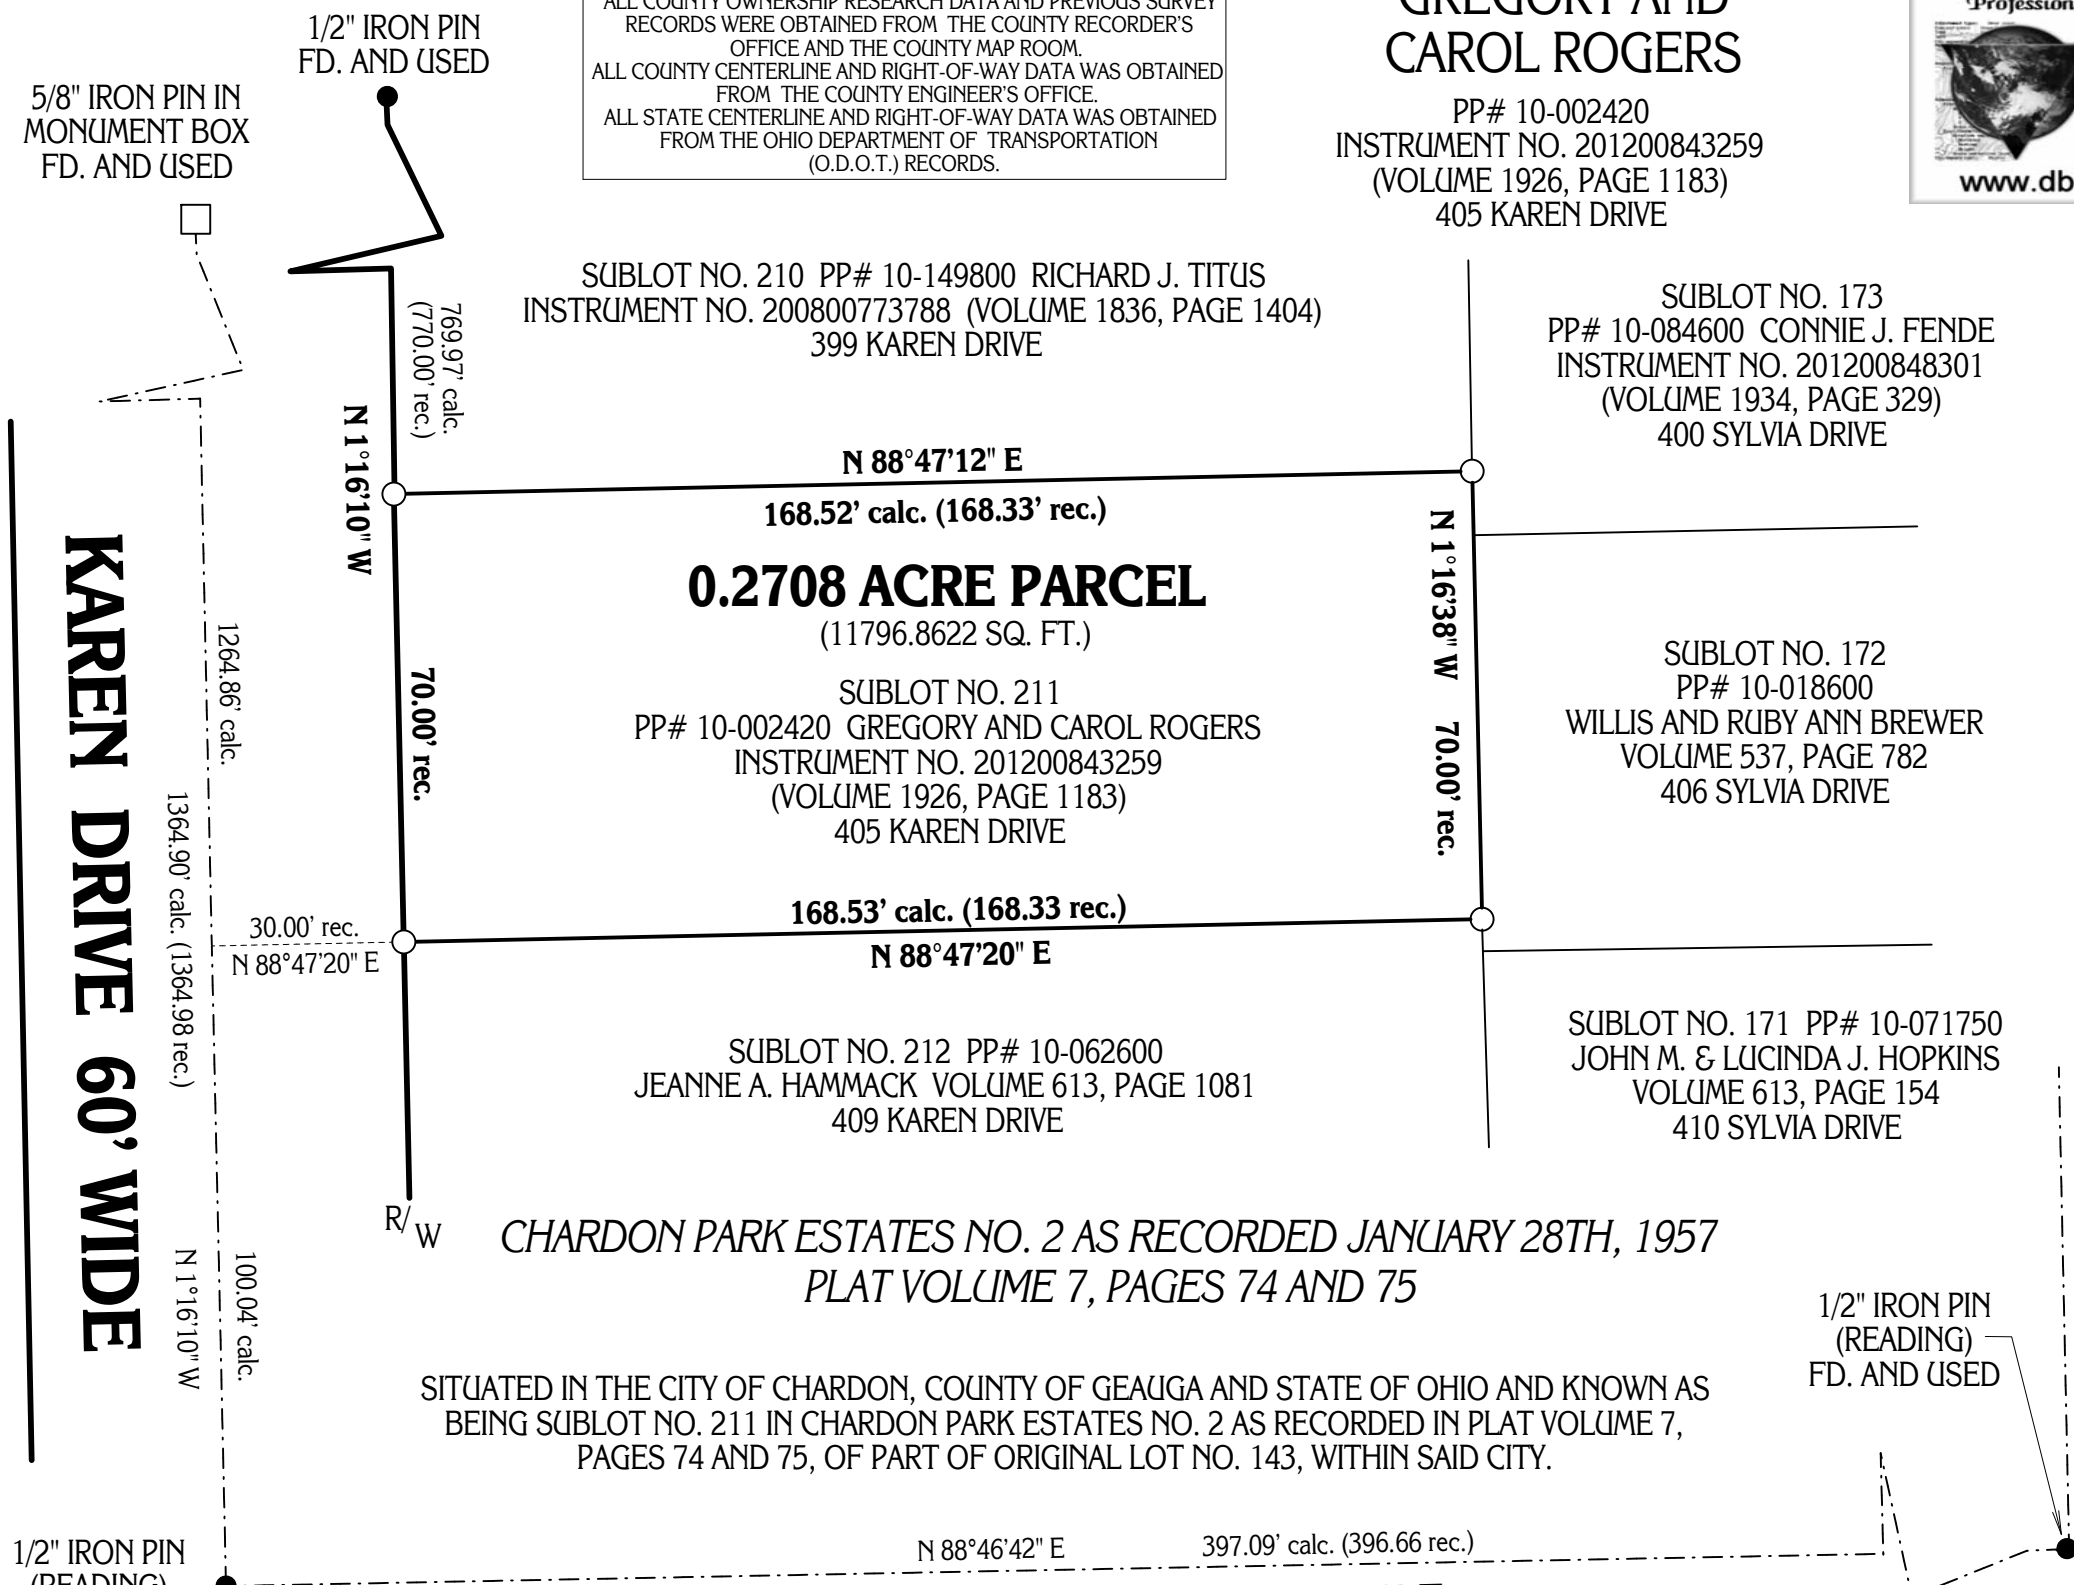 1/2" IRON PIN
FD. AND USED
5/8" IRON PIN IN
MONUMENT BOX
FD. AND USED
ALL COUNTY OWNERSHIP RESEARCH DATA AND PREVIOUS SURVEY
RECORDS WERE OBTAINED FROM THE COUNTY RECORDER'S
OFFICE AND THE COUNTY MAP ROOM.
ALL COUNTY CENTERLINE AND RIGHT-OF-WAY DATA WAS OBTAINED
FROM THE COUNTY ENGINEER'S OFFICE.
ALL STATE CENTERLINE AND RIGHT-OF-WAY DATA WAS OBTAINED
FROM THE OHIO DEPARTMENT OF TRANSPORTATION
(O.D.O.T.) RECORDS.
GREGORY AND
CAROL ROGERS
PP# 10-002420
INSTRUMENT NO. 201200843259
(VOLUME 1926, PAGE 1183)
405 KAREN DRIVE
Profession
www.db
SUBLOT NO. 210 PP# 10-149800 RICHARD J. TITUS
INSTRUMENT NO. 200800773788 (VOLUME 1836, PAGE 1404)
399 KAREN DRIVE
SUBLOT NO. 173
PP# 10-084600 CONNIE J. FENDE
INSTRUMENT NO. 201200848301
(VOLUME 1934, PAGE 329)
400 SYLVIA DRIVE
769.97' calc.
(770.00' rec.)
N 1°16'10" W
N 88°47'12" E
168.52' calc. (168.33' rec.)
0.2708 ACRE PARCEL
(11796.8622 SQ. FT.)
SUBLOT NO. 211
PP# 10-002420 GREGORY AND CAROL ROGERS
INSTRUMENT NO. 201200843259
(VOLUME 1926, PAGE 1183)
405 KAREN DRIVE
70.00' rec.
N 1°16'38" W 70.00' rec.
SUBLOT NO. 172
PP# 10-018600
WILLIS AND RUBY ANN BREWER
VOLUME 537, PAGE 782
406 SYLVIA DRIVE
KAREN DRIVE 60' WIDE
1264.86' calc.
1364.90' calc. (1364.98 rec.)
30.00' rec.
N 88°47'20" E
168.53' calc. (168.33 rec.)
N 88°47'20" E
SUBLOT NO. 212 PP# 10-062600
JEANNE A. HAMMACK VOLUME 613, PAGE 1081
409 KAREN DRIVE
SUBLOT NO. 171 PP# 10-071750
JOHN M. & LUCINDA J. HOPKINS
VOLUME 613, PAGE 154
410 SYLVIA DRIVE
R/W
N 1°16'10" W
100.04' calc.
CHARDON PARK ESTATES NO. 2 AS RECORDED JANUARY 28TH, 1957
PLAT VOLUME 7, PAGES 74 AND 75
1/2" IRON PIN
(READING)
FD. AND USED
SITUATED IN THE CITY OF CHARDON, COUNTY OF GEAUGA AND STATE OF OHIO AND KNOWN AS
BEING SUBLOT NO. 211 IN CHARDON PARK ESTATES NO. 2 AS RECORDED IN PLAT VOLUME 7,
PAGES 74 AND 75, OF PART OF ORIGINAL LOT NO. 143, WITHIN SAID CITY.
N 88°46'42" E 397.09' calc. (396.66 rec.)
1/2" IRON PIN
(READING)